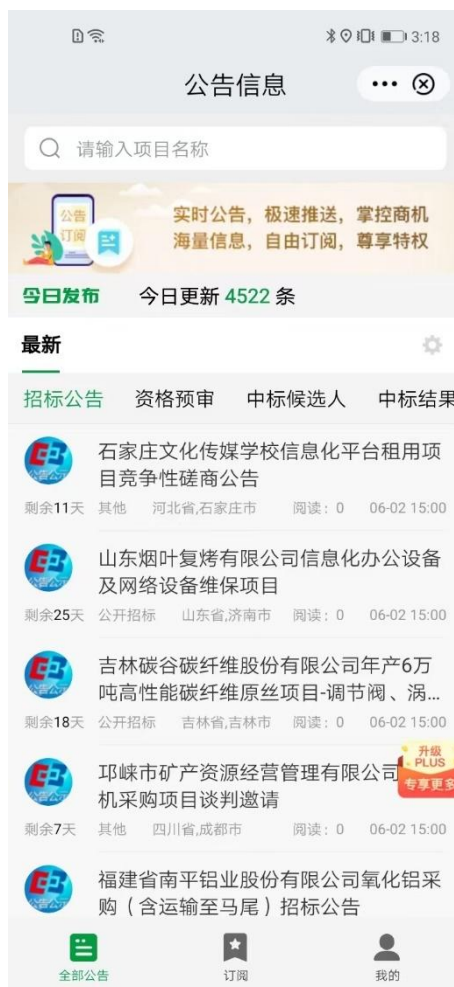 3:18
公告信息
请输入项目名称
公告
订阅
实时公告，极速推送，掌控商机
海量信息，自由订阅，尊享特权
今日发布 今日更新 4522 条
最新
招标公告 资格预审 中标候选人 中标结果
石家庄文化传媒学校信息化平台租用项
目竞争性磋商公告
剩余11天 其他 河北省,石家庄市 阅读：0 06-02 15:00
山东烟叶复烤有限公司信息化办公设备
及网络设备维保项目
剩余25天 公开招标 山东省,济南市 阅读：0 06-02 15:00
吉林碳谷碳纤维股份有限公司年产6万
吨高性能碳纤维原丝项目-调节阀、涡...
剩余18天 公开招标 吉林省,吉林市 阅读：0 06-02 15:00
升级
PLUS
专享更多
邛崃市矿产资源经营管理有限公司
机采购项目谈判邀请
剩余7天 其他 四川省,成都市 阅读：0 06-02 15:00
福建省南平铝业股份有限公司氧化铝采
购（含运输至马尾）招标公告
全部公告 订阅 我的